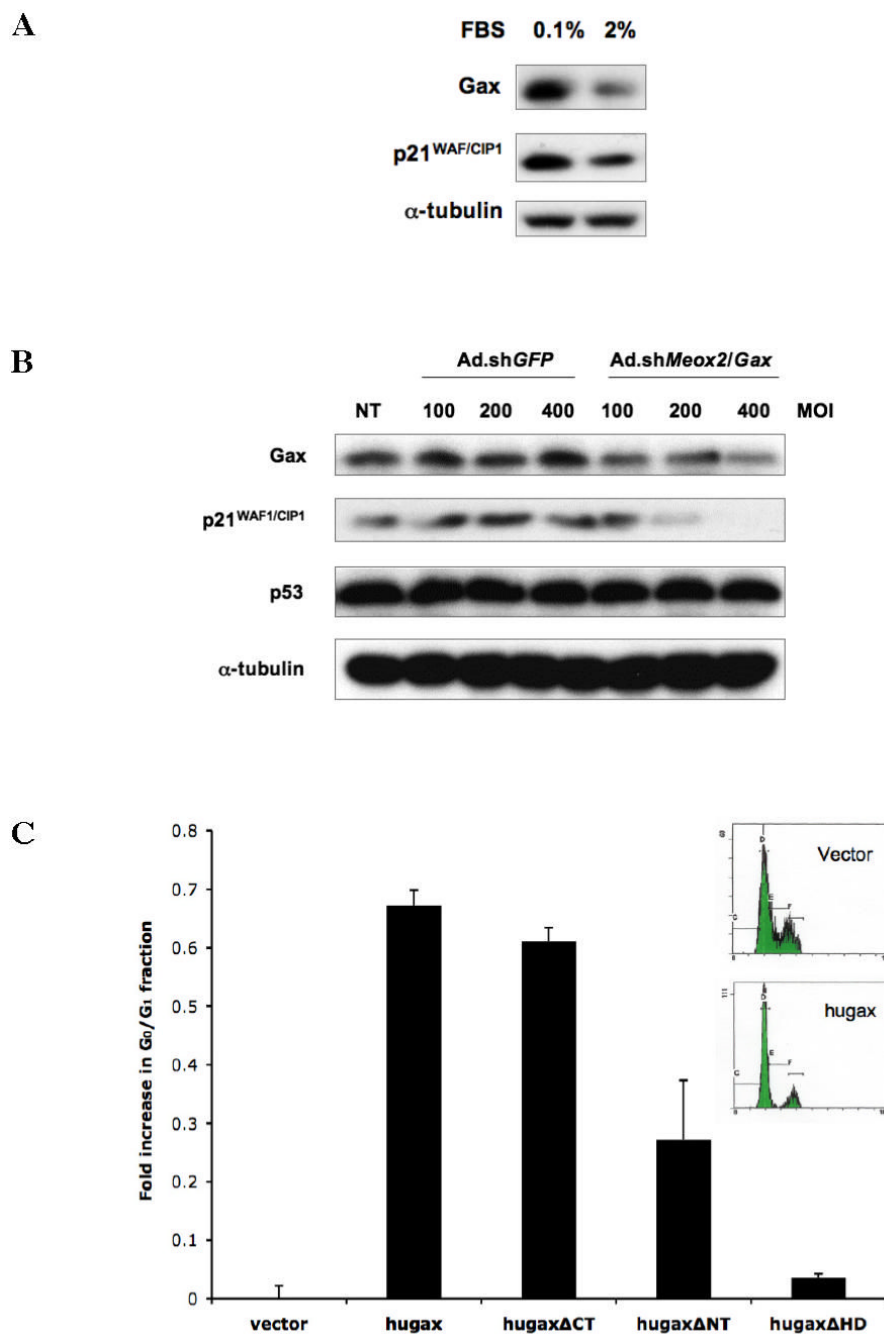 A
FBS 0.1% 2%
Gax
p21WAF/CIP1
α-tubulin
B
Ad.shGFP Ad.shMeox2/Gax
NT 100 200 400 100 200 400 MOI
Gax
p21WAF1/CIP1
p53
α-tubulin
C
Fold increase in G0/G1 fraction
0.8
0.7
0.6
0.5
0.4
0.3
0.2
0.1
0
vector hugax hugaxΔCT hugaxΔNT hugaxΔHD
Vector
D
E F
C
hugax
111
D
E F
C